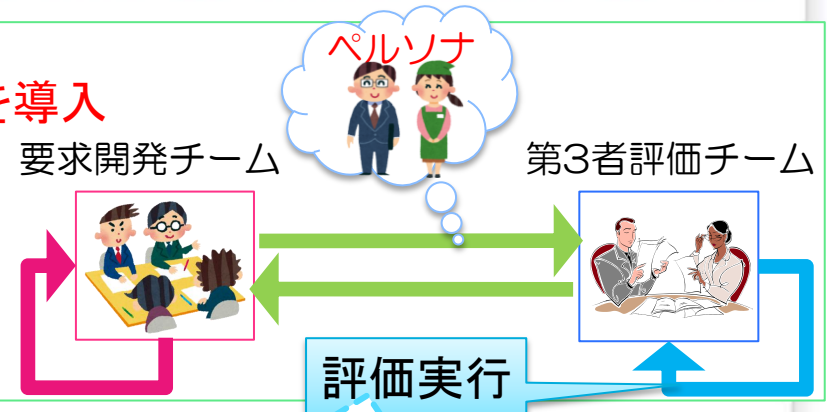 ペルソナ
を導入
要求開発チーム
第3者評価チーム
評価実行